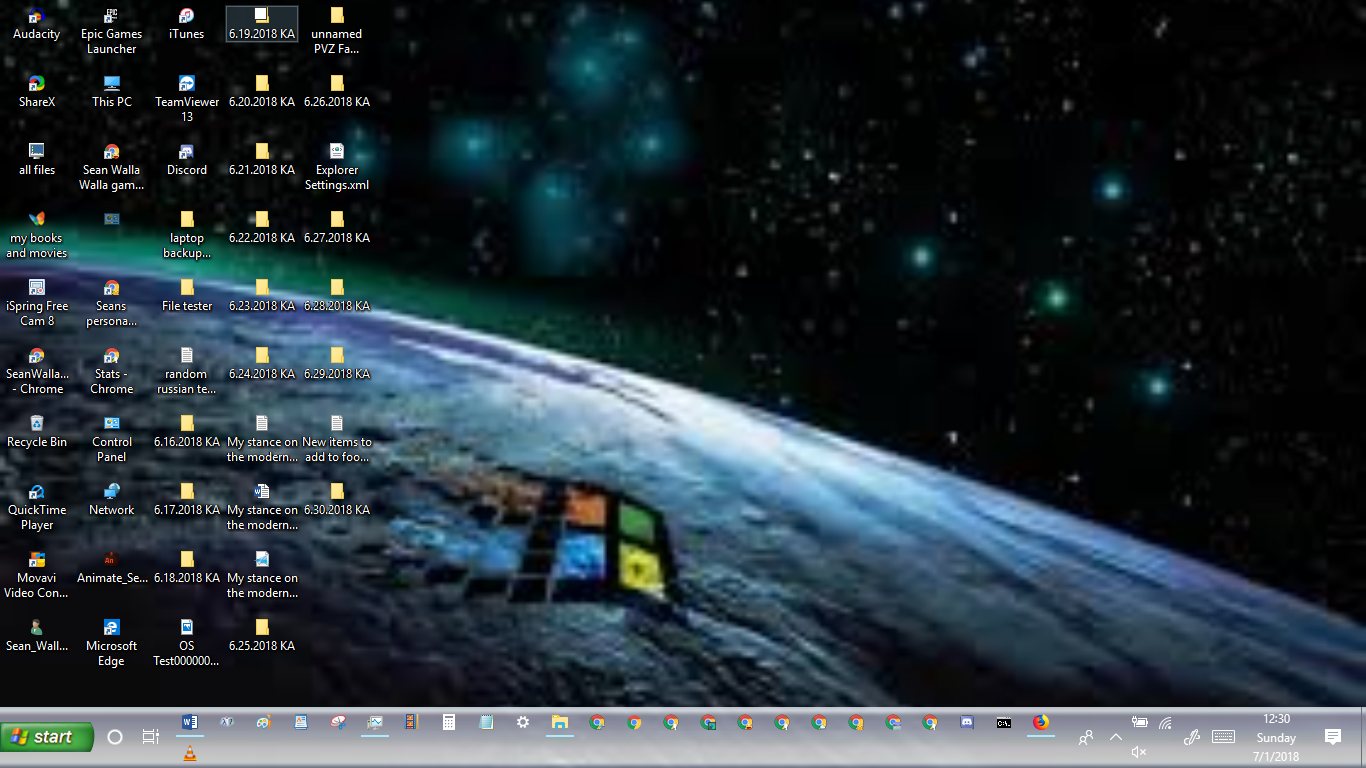 Audacity
Epic Games
Launcher
iTunes
6.19.2018 KA
unnamed
PVZ Fa...
ShareX
This PC
TeamViewer
13
6.20.2018 KA
6.26.2018 KA
all files
Sean Walla
Walla gam...
Discord
6.21.2018 KA
Explorer
Settings.xml
my books
and movies
laptop
backup...
6.22.2018 KA
6.27.2018 KA
iSpring Free
Cam 8
Seans
persona...
File tester
6.23.2018 KA
6.28.2018 KA
SeanWalla...
- Chrome
Stats -
Chrome
random
russian te...
6.24.2018 KA
6.29.2018 KA
Recycle Bin
Control
Panel
6.16.2018 KA
My stance on
the modern...
New items to
add to foo...
QuickTime
Player
Network
6.17.2018 KA
My stance on
the modern...
6.30.2018 KA
Movavi
Video Con...
Animate_Se...
6.18.2018 KA
My stance on
the modern...
Sean_Wall...
Microsoft
Edge
OS
Test000000...
6.25.2018 KA
start
12:30
Sunday
7/1/2018